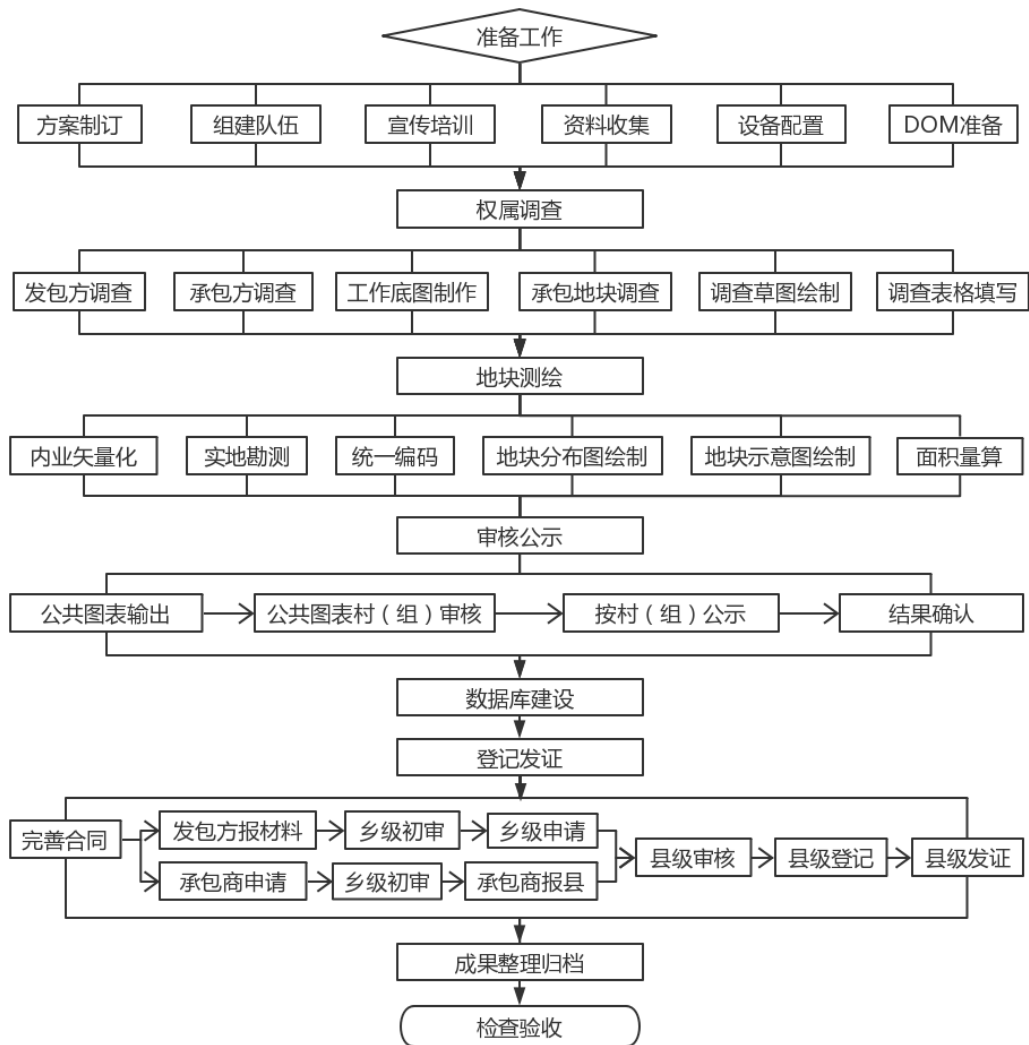 准备工作
方案制订 组建队伍 宣传培训 资料收集 设备配置 DOM准备
权属调查
发包方调查 承包方调查 工作底图制作 承包地块调查 调查草图绘制 调查表格填写
地块测绘
内业矢量化 实地勘测 统一编码 地块分布图绘制 地块示意图绘制 面积量算
审核公示
公共图表输出 公共图表村（组）审核 按村（组）公示 结果确认
数据库建设
登记发证
完善合同
发包方报材料 乡级初审 乡级申请
承包商申请 乡级初审 承包商报县
县级审核 县级登记 县级发证
成果整理归档
检查验收